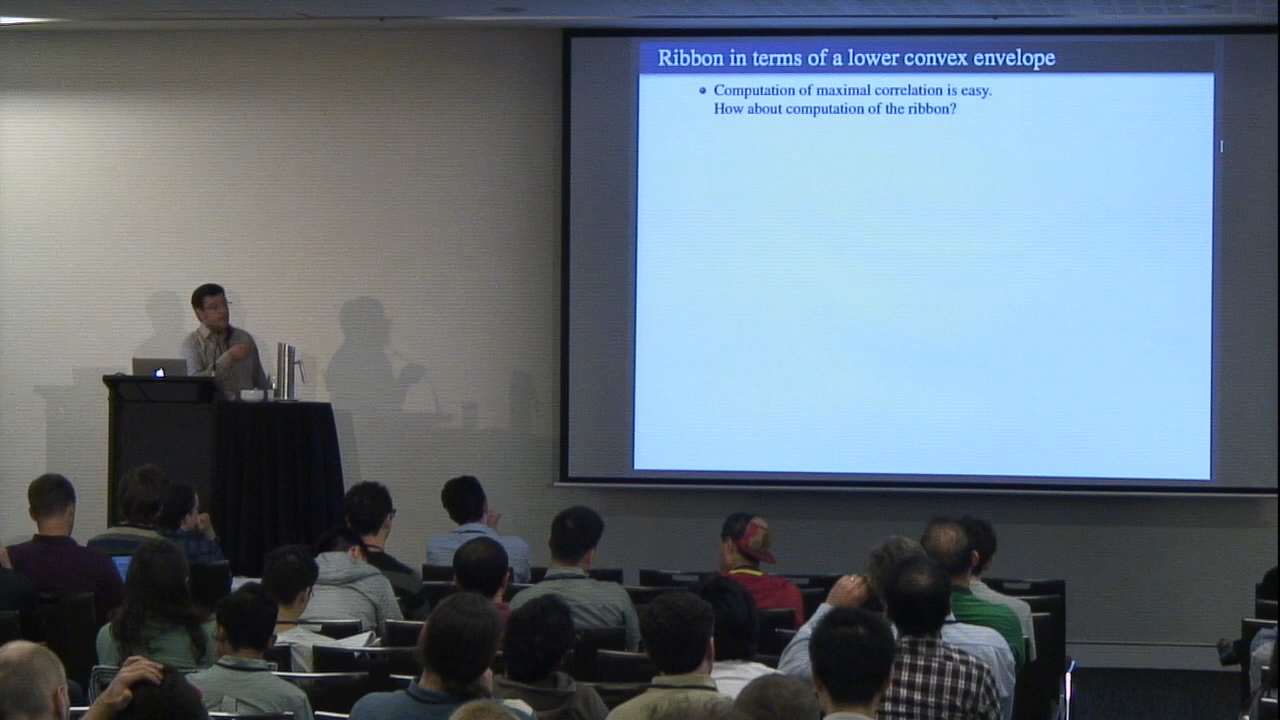 Ribbon in terms of a lower convex envelope
Computation of maximal correlation is easy.
How about computation of the ribbon?